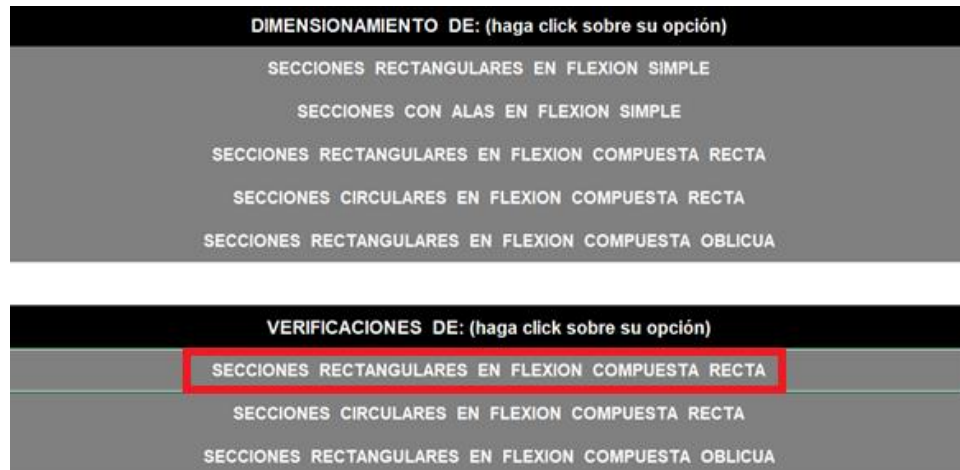 DIMENSIONAMIENTO DE: (haga click sobre su opción)
SECCIONES RECTANGULARES EN FLEXION SIMPLE
SECCIONES CON ALAS EN FLEXION SIMPLE
SECCIONES RECTANGULARES EN FLEXION COMPUESTA RECTA
SECCIONES CIRCULARES EN FLEXION COMPUESTA RECTA
SECCIONES RECTANGULARES EN FLEXION COMPUESTA OBLICUA
VERIFICACIONES DE: (haga click sobre su opción)
SECCIONES RECTANGULARES EN FLEXION COMPUESTA RECTA
SECCIONES CIRCULARES EN FLEXION COMPUESTA RECTA
SECCIONES RECTANGULARES EN FLEXION COMPUESTA OBLICUA